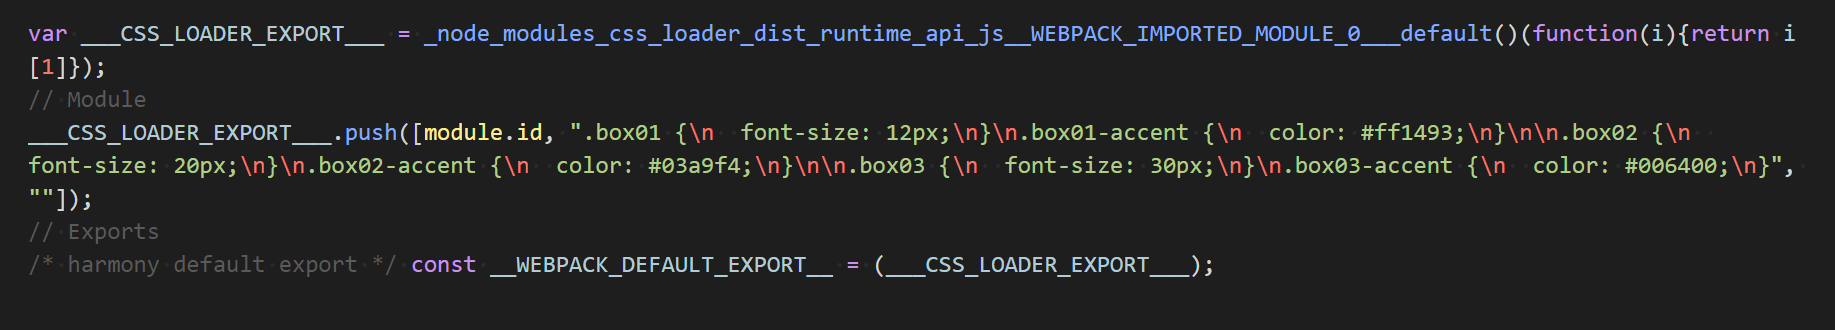 var ___CSS_LOADER_EXPORT___ = _node_modules_css_loader_dist_runtime_api_js__WEBPACK_IMPORTED_MODULE_0___default()(function(i){return i
[1]});
// Module
___CSS_LOADER_EXPORT___.push([module.id, ".box01 {\n  font-size: 12px;\n}\n.box01-accent {\n  color: #ff1493;\n}\n\n.box02 {\n
font-size: 20px;\n}\n.box02-accent {\n  color: #03a9f4;\n}\n\n.box03 {\n  font-size: 30px;\n}\n.box03-accent {\n  color: #006400;\n}",
""]);
// Exports
/* harmony default export */ const __WEBPACK_DEFAULT_EXPORT__ = (___CSS_LOADER_EXPORT___);